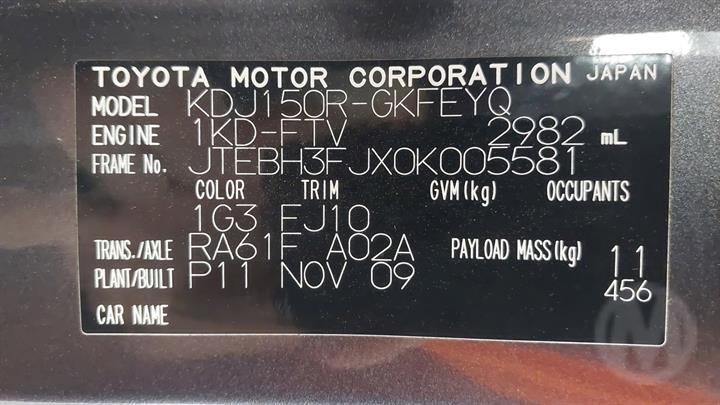 TOYOTA MOTOR CORPORATION JAPAN
MODEL KDJ150R-GKFEYQ
ENGINE 1KD-FTV 2982 mL
FRAME No. JTEBH3FJX0K005581
COLOR TRIM GVM(kg) OCCUPANTS
1G3 FJ10
TRANS./AXLE RA61F A02A PAYLOAD MASS(kg) 11
PLANT/BUILT P11 NOV 09 456
CAR NAME
M